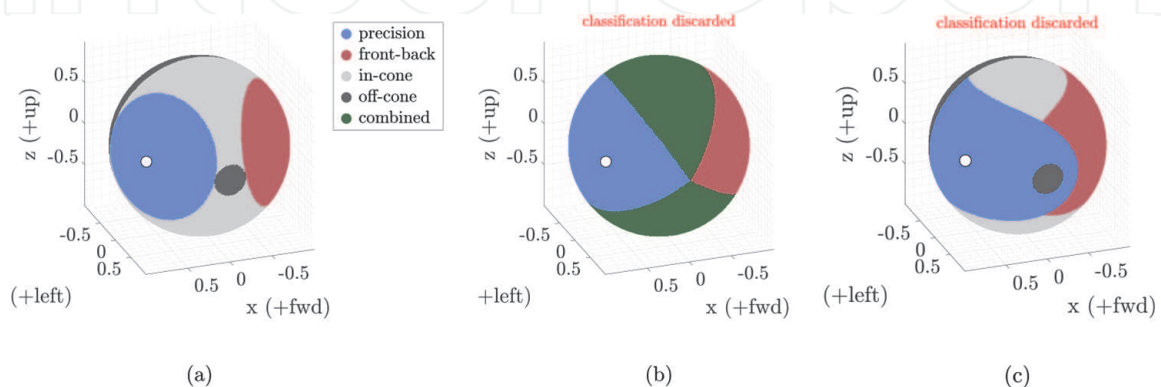 classification discarded
classification discarded
precision
front-back
in-cone
off-cone
combined
z (+up)
0.5
0
-0.5
-0.5
0
0.5
(+left)
0.5
0
-0.5
x (+fwd)
z (+up)
0.5
0
-0.5
-0.5
0
0.5
+left)
0.5
0
-0.5
x (+fwd)
z (+up)
0.5
0
-0.5
-0.5
0
0.5
(+left)
0.5
0
-0.5
x (+fwd)
(a)
(b)
(c)